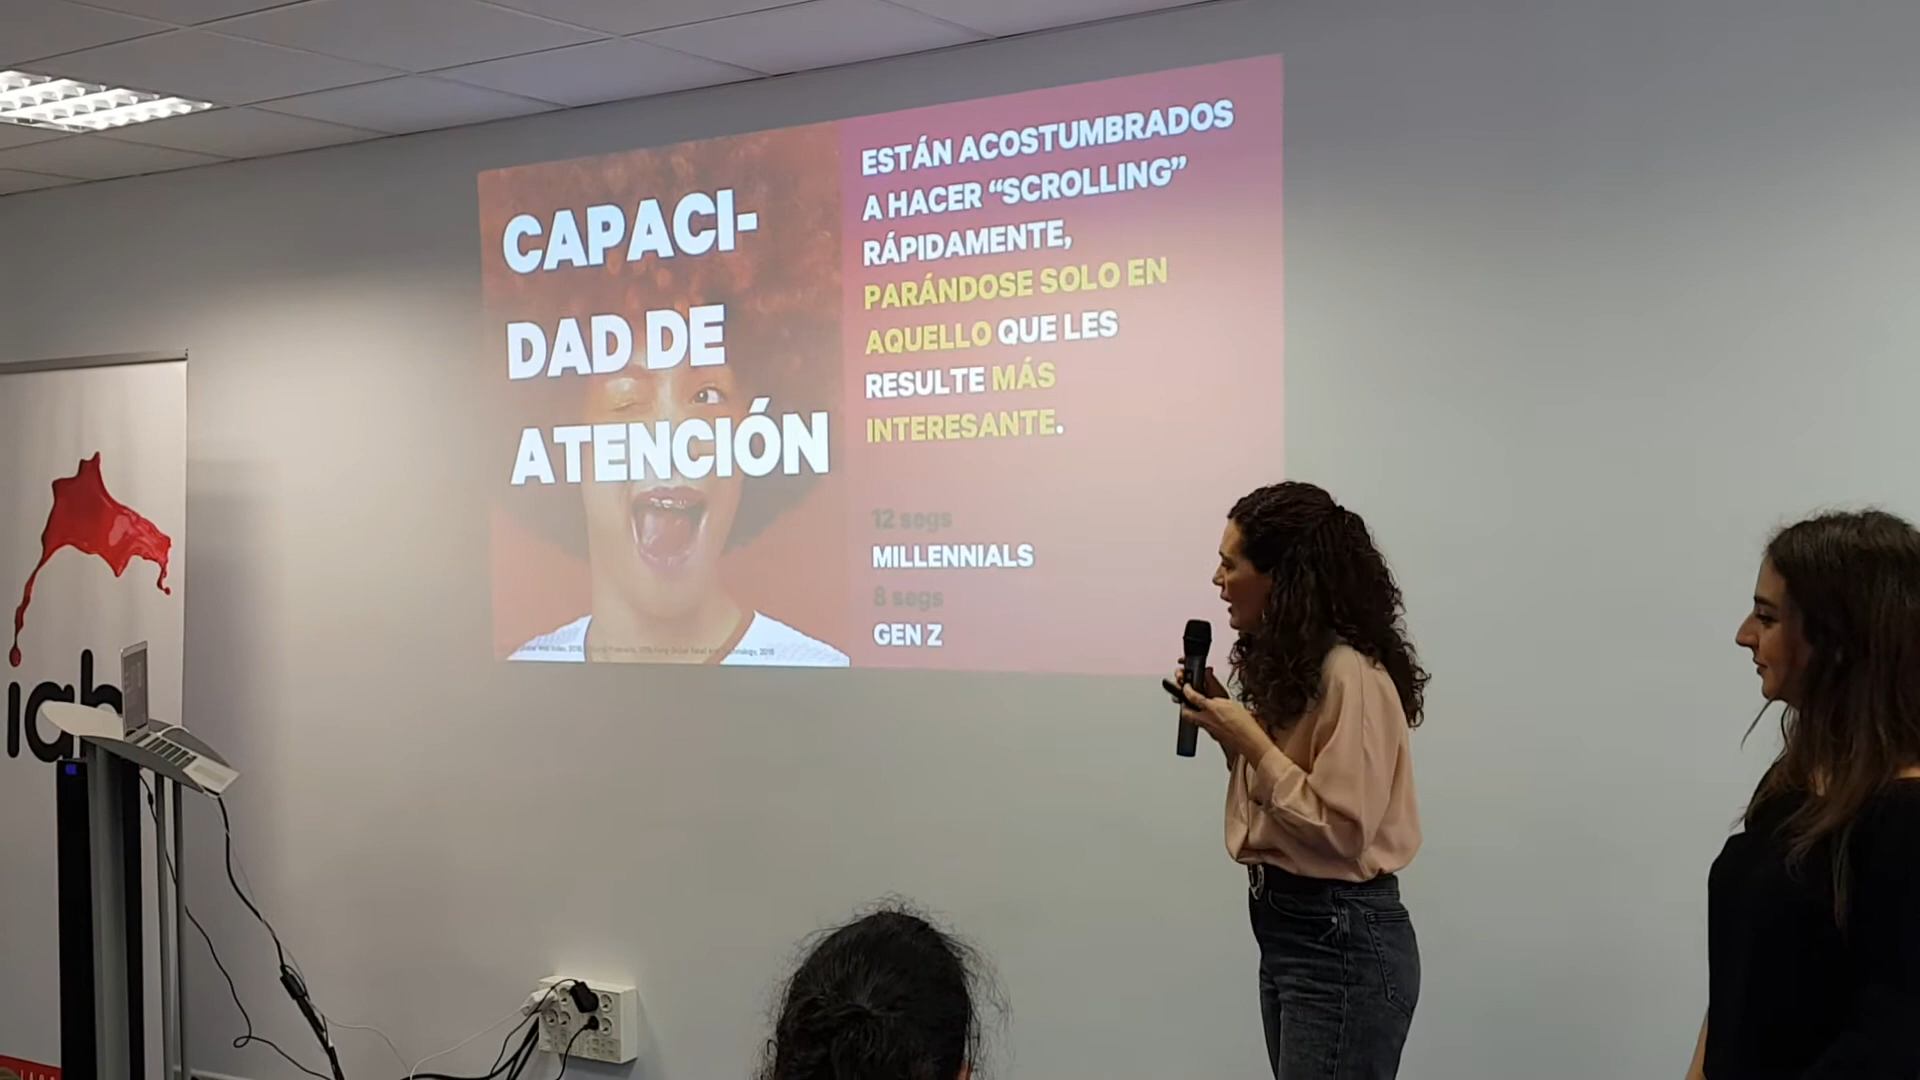 CAPACI-
DAD DE
ATENCIÓN
ESTÁN ACOSTUMBRADOS
A HACER “SCROLLING”
RÁPIDAMENTE,
PARÁNDOSE SOLO EN
AQUELLO QUE LES
RESULTE MÁS
INTERESANTE.
12 segs
MILLENNIALS
8 segs
GEN Z
iab